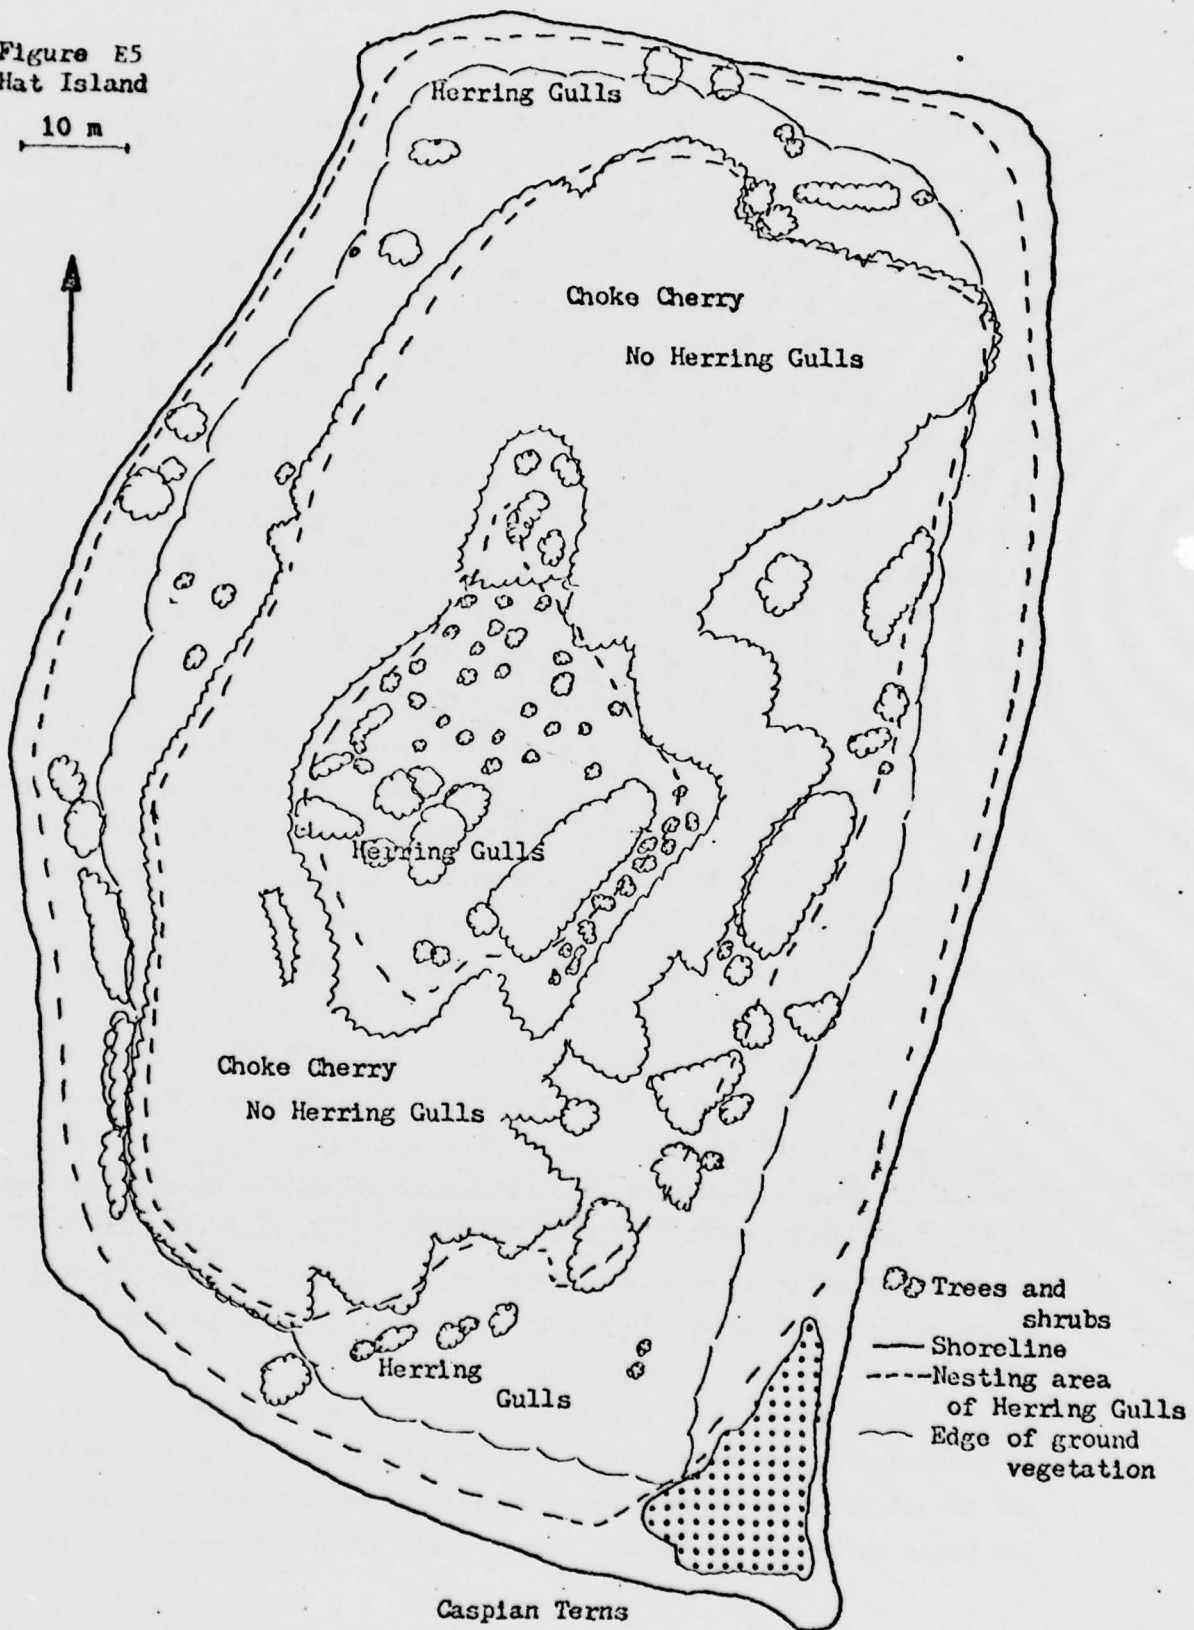 Figure E5
Hat Island
10 m
Herring Gulls
Choke Cherry
No Herring Gulls
Herring Gulls
Choke Cherry
No Herring Gulls
Trees and
shrubs
Shoreline
Nesting area
of Herring Gulls
Edge of ground
vegetation
Herring
Gulls
Caspian Terns